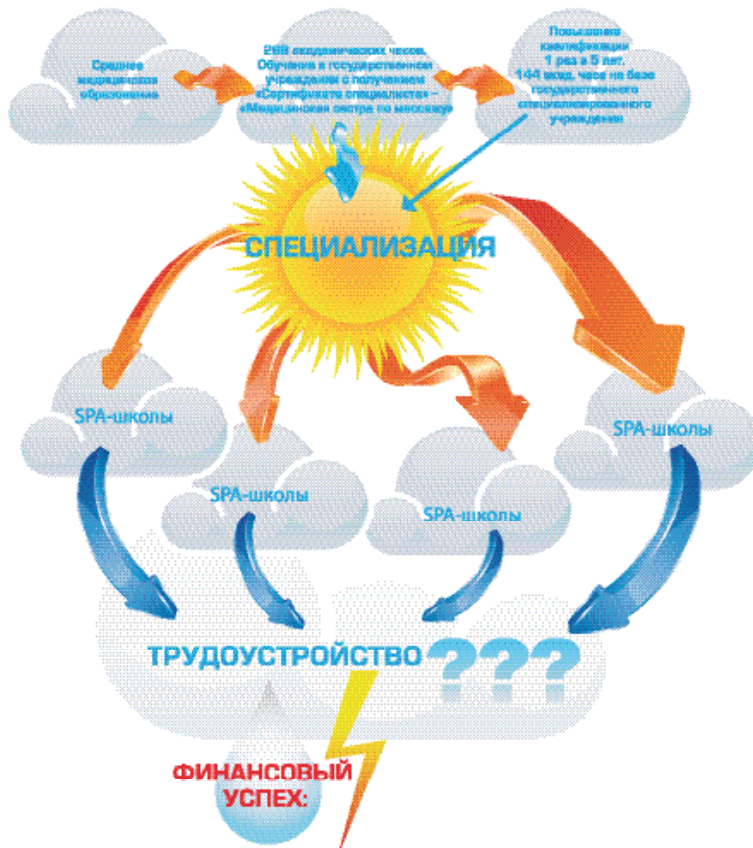 Среднее
медицинское
образование
288 академических часов.
Обучение в государственном
учреждении с получением
«Сертификата специалиста» –
«Медицинская сестра по массажу»
Повышение
квалификации
1 раз в 5 лет.
144 акад. часа на базе
государственного
специализированного
учреждения
СПЕЦИАЛИЗАЦИЯ
SPA-школы
SPA-школы
SPA-школы
SPA-школы
ТРУДОУСТРОЙСТВО ???
ФИНАНСОВЫЙ
УСПЕХ: